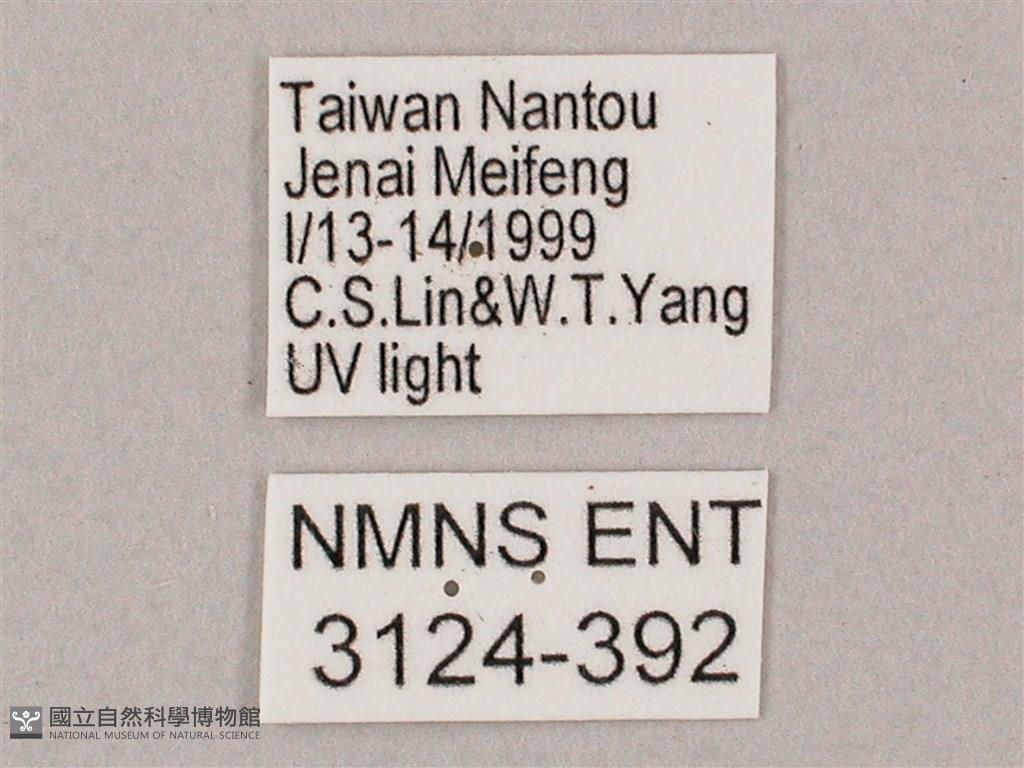 Taiwan Nantou
Jenai Meifeng
I/13-14/1999
C.S.Lin&W.T.Yang
UV light
NMNS ENT
3124-392
國立自然科學博物館
NATIONAL MUSEUM OF NATURAL SCIENCE